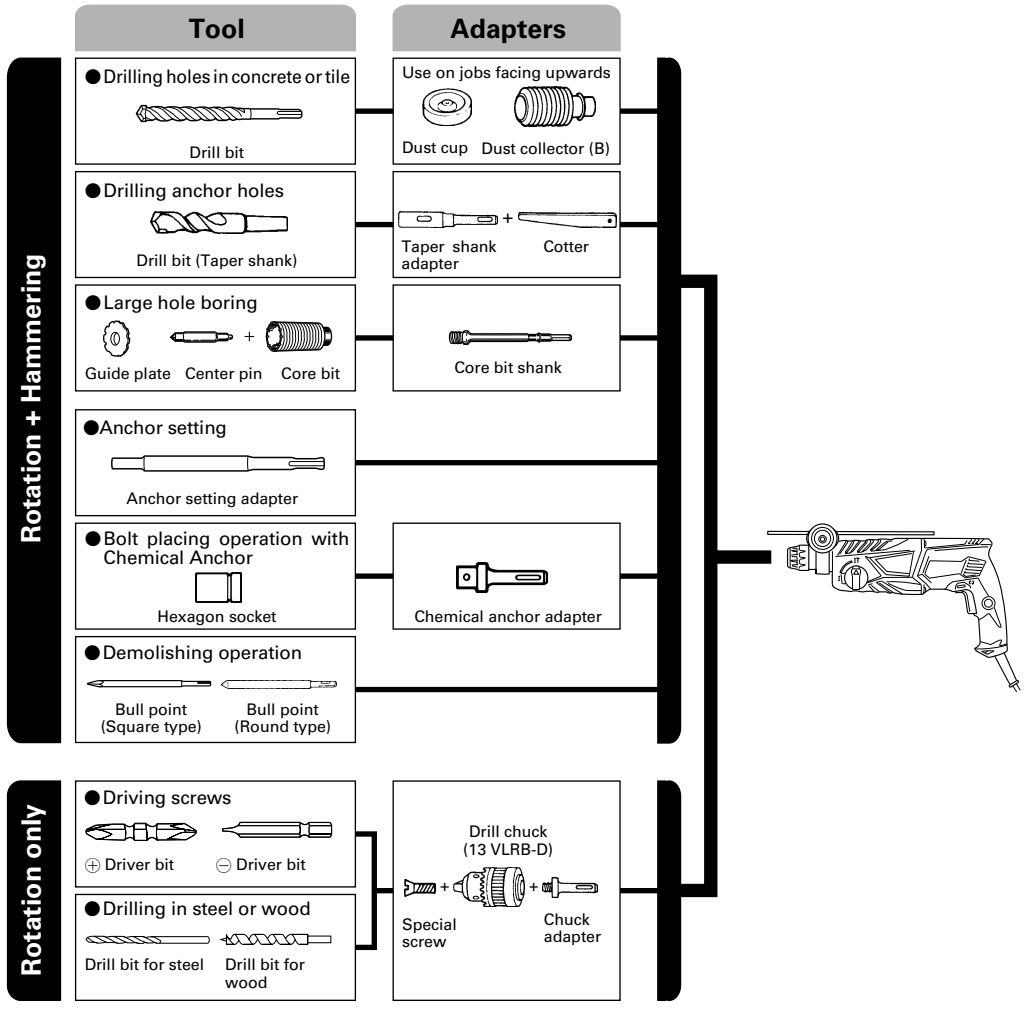 Tool
Adapters
Rotation + Hammering
● Drilling holes in concrete or tile
Drill bit
Use on jobs facing upwards
Dust cup
Dust collector (B)
● Drilling anchor holes
Drill bit (Taper shank)
+
Taper shank
adapter
Cotter
● Large hole boring
+
Guide plate
Center pin
Core bit
Core bit shank
● Anchor setting
Anchor setting adapter
● Bolt placing operation with
Chemical Anchor
Hexagon socket
Chemical anchor adapter
● Demolishing operation
Bull point
(Square type)
Bull point
(Round type)
Rotation only
● Driving screws
⊕ Driver bit
⊖ Driver bit
● Drilling in steel or wood
Drill bit for steel
Drill bit for
wood
Drill chuck
(13 VLRB-D)
+
+
Special
screw
Chuck
adapter